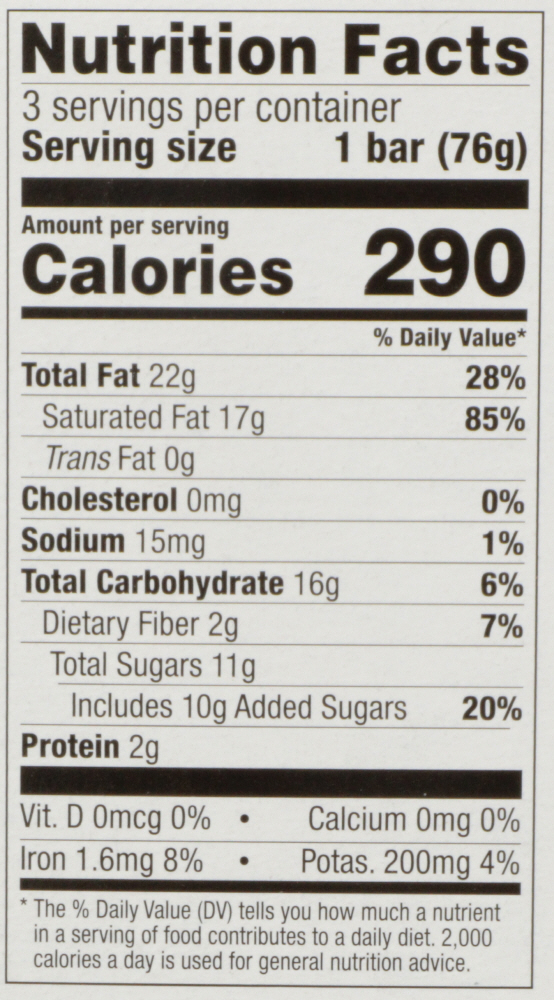 Nutrition Facts
3 servings per container
Serving size 1 bar (76g)
Amount per serving
Calories 290
% Daily Value*
Total Fat 22g 28%
Saturated Fat 17g 85%
Trans Fat 0g
Cholesterol 0mg 0%
Sodium 15mg 1%
Total Carbohydrate 16g 6%
Dietary Fiber 2g 7%
Total Sugars 11g
Includes 10g Added Sugars 20%
Protein 2g
Vit. D 0mcg 0% • Calcium 0mg 0%
Iron 1.6mg 8% • Potas. 200mg 4%
* The % Daily Value (DV) tells you how much a nutrient
in a serving of food contributes to a daily diet. 2,000
calories a day is used for general nutrition advice.